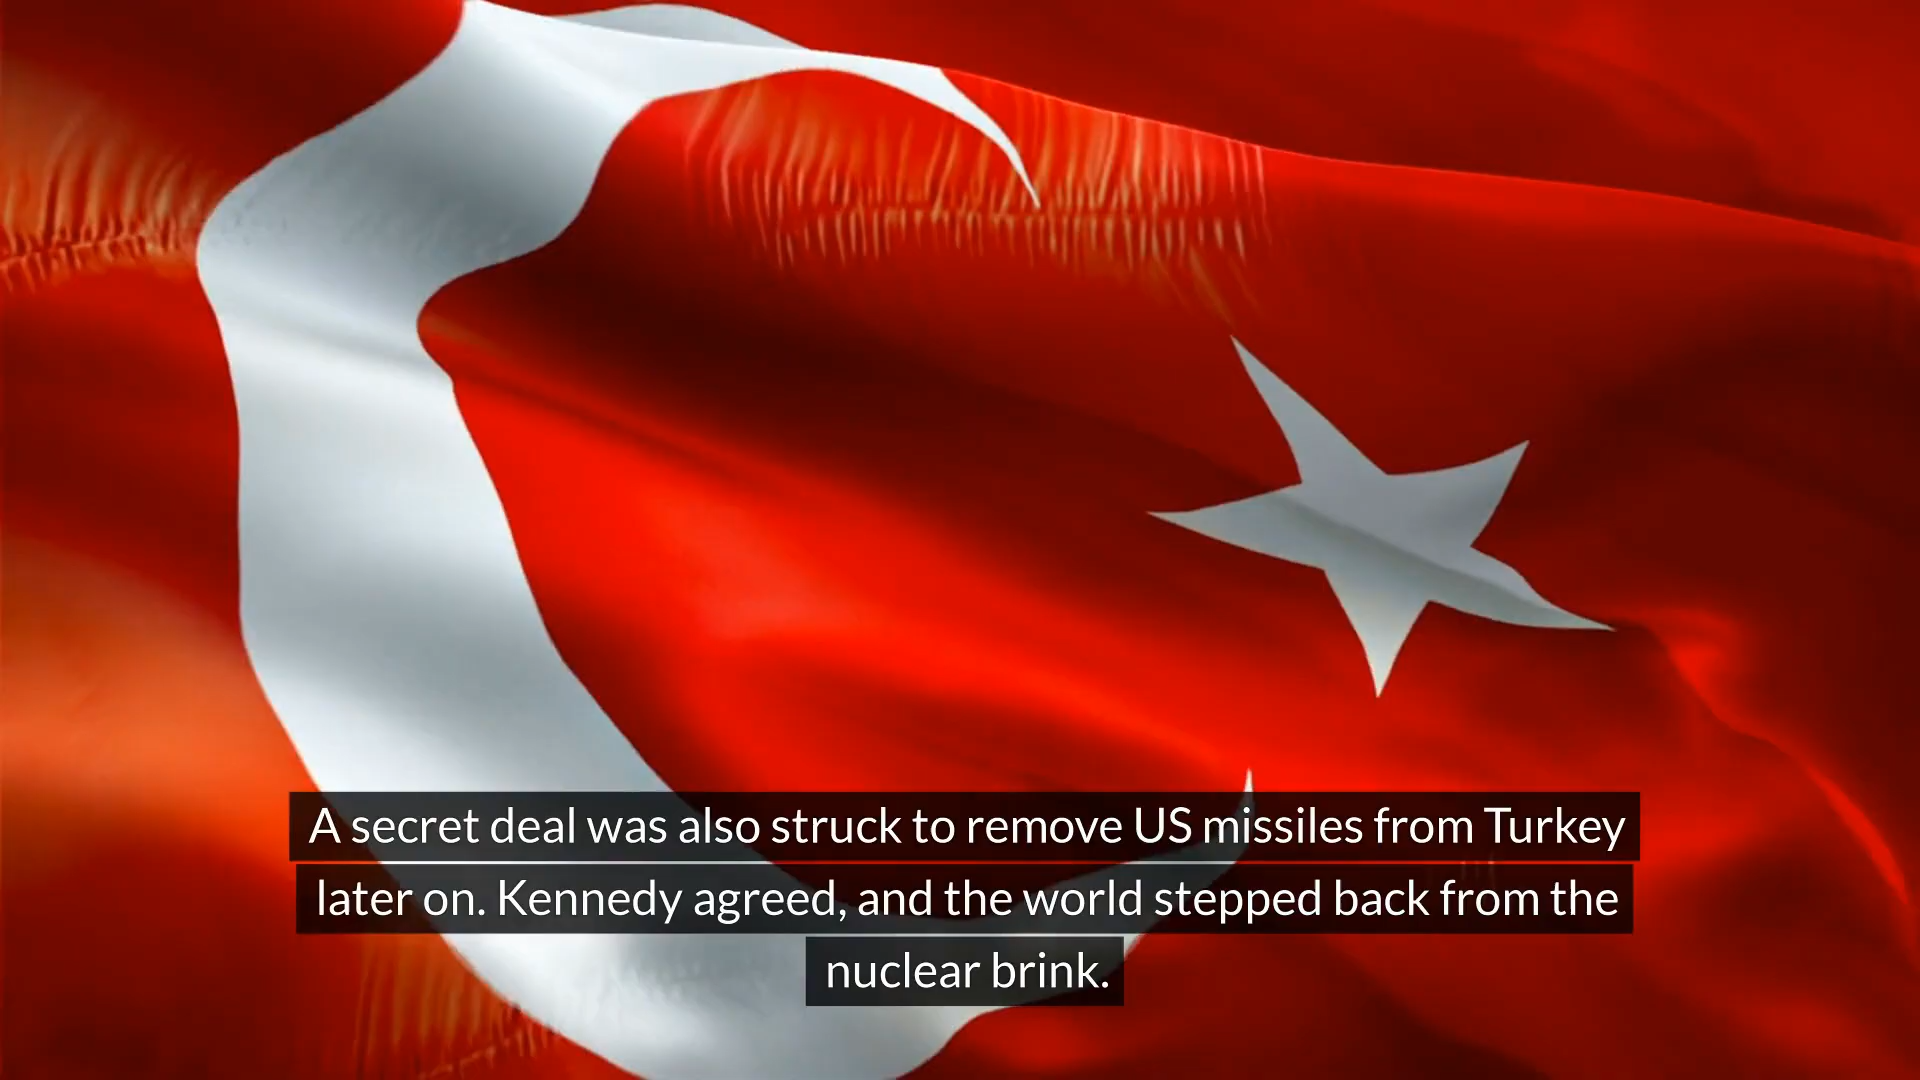 A secret deal was also struck to remove US missiles from Turkey
later on. Kennedy agreed, and the world stepped back from the
nuclear brink.